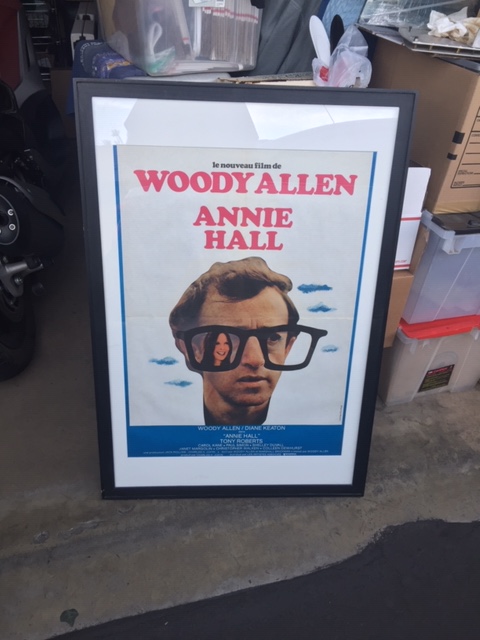 le nouveau film de
WOODY ALLEN
ANNIE
HALL
WOODY ALLEN / DIANE KEATON
"ANNIE HALL"
TONY ROBERTS